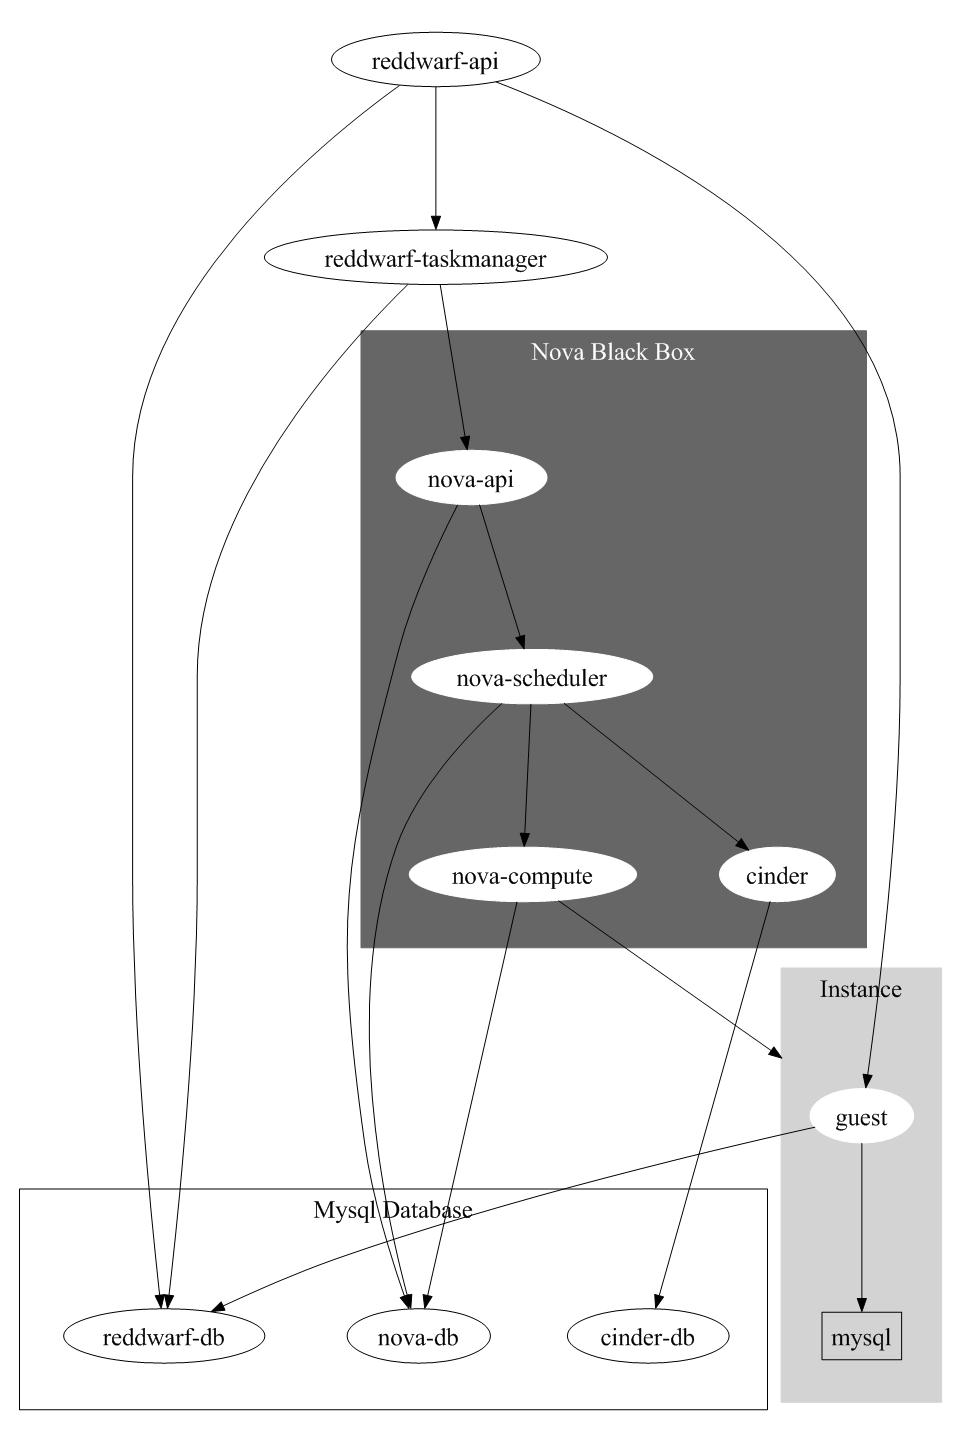 reddwarf-api
reddwarf-taskmanager
Nova Black Box
nova-api
nova-scheduler
nova-compute
cinder
Instance
guest
Mysql Database
reddwarf-db
nova-db
cinder-db
mysql